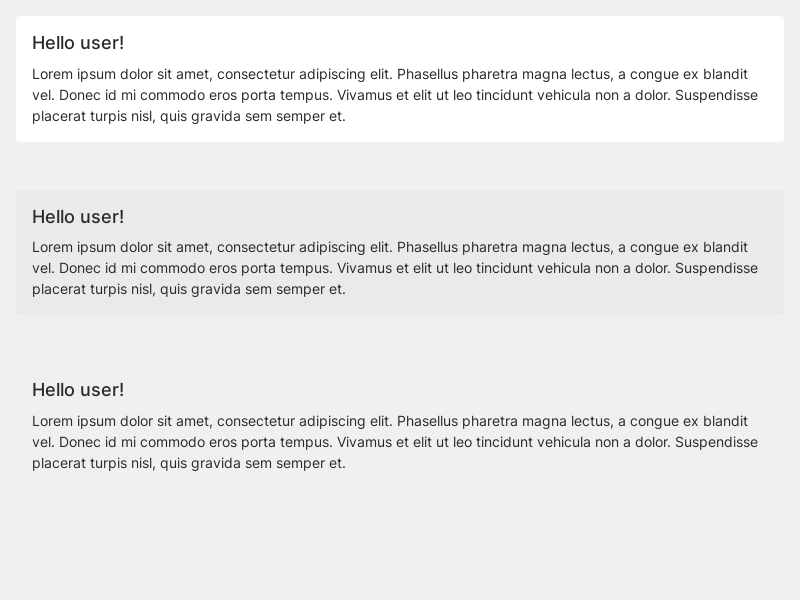 Hello user!
Lorem ipsum dolor sit amet, consectetur adipiscing elit. Phasellus pharetra magna lectus, a congue ex blandit
vel. Donec id mi commodo eros porta tempus. Vivamus et elit ut leo tincidunt vehicula non a dolor. Suspendisse
placerat turpis nisl, quis gravida sem semper et.
Hello user!
Lorem ipsum dolor sit amet, consectetur adipiscing elit. Phasellus pharetra magna lectus, a congue ex blandit
vel. Donec id mi commodo eros porta tempus. Vivamus et elit ut leo tincidunt vehicula non a dolor. Suspendisse
placerat turpis nisl, quis gravida sem semper et.
Hello user!
Lorem ipsum dolor sit amet, consectetur adipiscing elit. Phasellus pharetra magna lectus, a congue ex blandit
vel. Donec id mi commodo eros porta tempus. Vivamus et elit ut leo tincidunt vehicula non a dolor. Suspendisse
placerat turpis nisl, quis gravida sem semper et.